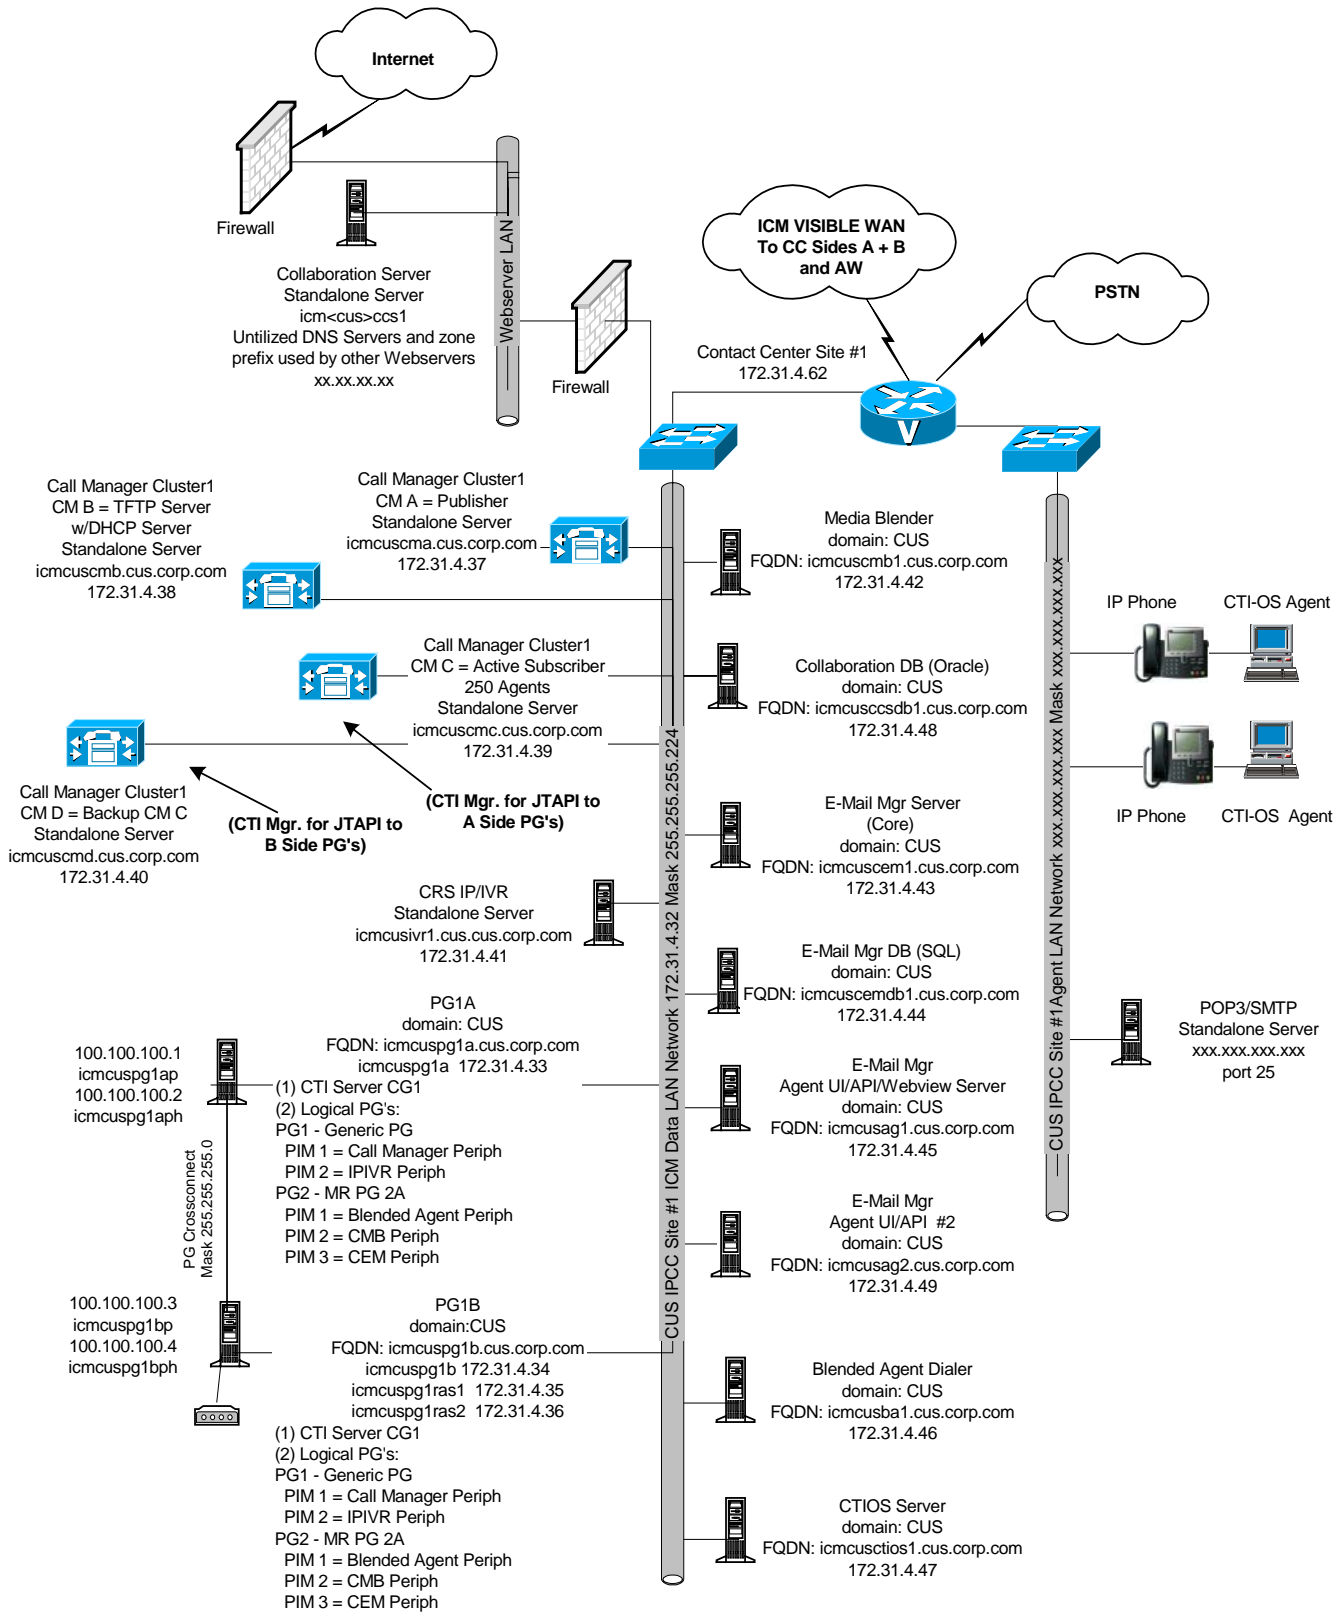 Internet
Firewall
Webserver LAN
Collaboration Server
Standalone Server
icm<cus>ccs1
Untilized DNS Servers and zone
prefix used by other Webservers
xx.xx.xx.xx
Firewall
ICM VISIBLE WAN
To CC Sides A + B
and AW
PSTN
Contact Center Site #1
172.31.4.62
V
Call Manager Cluster1
CM B = TFTP Server
w/DHCP Server
Standalone Server
icmcuscmb.cus.corp.com
172.31.4.38
Call Manager Cluster1
CM A = Publisher
Standalone Server
icmcuscma.cus.corp.com
172.31.4.37
Call Manager Cluster1
CM C = Active Subscriber
250 Agents
Standalone Server
icmcuscmc.cus.corp.com
172.31.4.39
Call Manager Cluster1
CM D = Backup CM C
Standalone Server
icmcuscmd.cus.corp.com
172.31.4.40
(CTI Mgr. for JTAPI to
B Side PG's)
(CTI Mgr. for JTAPI to
A Side PG's)
CRS IP/IVR
Standalone Server
icmcusivr1.cus.cus.corp.com
172.31.4.41
PG1A
domain: CUS
FQDN: icmcuspg1a.cus.corp.com
icmcuspg1a 172.31.4.33
(1) CTI Server CG1
(2) Logical PG's:
PG1 - Generic PG
PIM 1 = Call Manager Periph
PIM 2 = IPIVR Periph
PG2 - MR PG 2A
PIM 1 = Blended Agent Periph
PIM 2 = CMB Periph
PIM 3 = CEM Periph
100.100.100.1
icmcuspg1ap
100.100.100.2
icmcuspg1aph
PG Crossconnect
Mask 255.255.255.0
100.100.100.3
icmcuspg1bp
100.100.100.4
icmcuspg1bph
PG1B
domain:CUS
FQDN: icmcuspg1b.cus.corp.com
icmcuspg1b 172.31.4.34
icmcuspg1ras1 172.31.4.35
icmcuspg1ras2 172.31.4.36
(1) CTI Server CG1
(2) Logical PG's:
PG1 - Generic PG
PIM 1 = Call Manager Periph
PIM 2 = IPIVR Periph
PG2 - MR PG 2A
PIM 1 = Blended Agent Periph
PIM 2 = CMB Periph
PIM 3 = CEM Periph
CUS IPCC Site #1 ICM Data LAN Network 172.31.4.32 Mask 255.255.255.224
Media Blender
domain: CUS
FQDN: icmcuscmb1.cus.corp.com
172.31.4.42
Collaboration DB (Oracle)
domain: CUS
FQDN: icmcusccsdb1.cus.corp.com
172.31.4.48
E-Mail Mgr Server
(Core)
domain: CUS
FQDN: icmcuscem1.cus.corp.com
172.31.4.43
E-Mail Mgr DB (SQL)
domain: CUS
FQDN: icmcuscemdb1.cus.corp.com
172.31.4.44
E-Mail Mgr
Agent UI/API/Webview Server
domain: CUS
FQDN: icmcusag1.cus.corp.com
172.31.4.45
E-Mail Mgr
Agent UI/API #2
domain: CUS
FQDN: icmcusag2.cus.corp.com
172.31.4.49
Blended Agent Dialer
domain: CUS
FQDN: icmcusba1.cus.corp.com
172.31.4.46
CTIOS Server
domain: CUS
FQDN: icmcusctios1.cus.corp.com
172.31.4.47
CUS IPCC Site #1Agent LAN Network xxx.xxx.xxx.xxx Mask xxx.xxx.xxx.xxx
IP Phone
CTI-OS Agent
IP Phone
CTI-OS Agent
POP3/SMTP
Standalone Server
xxx.xxx.xxx.xxx
port 25